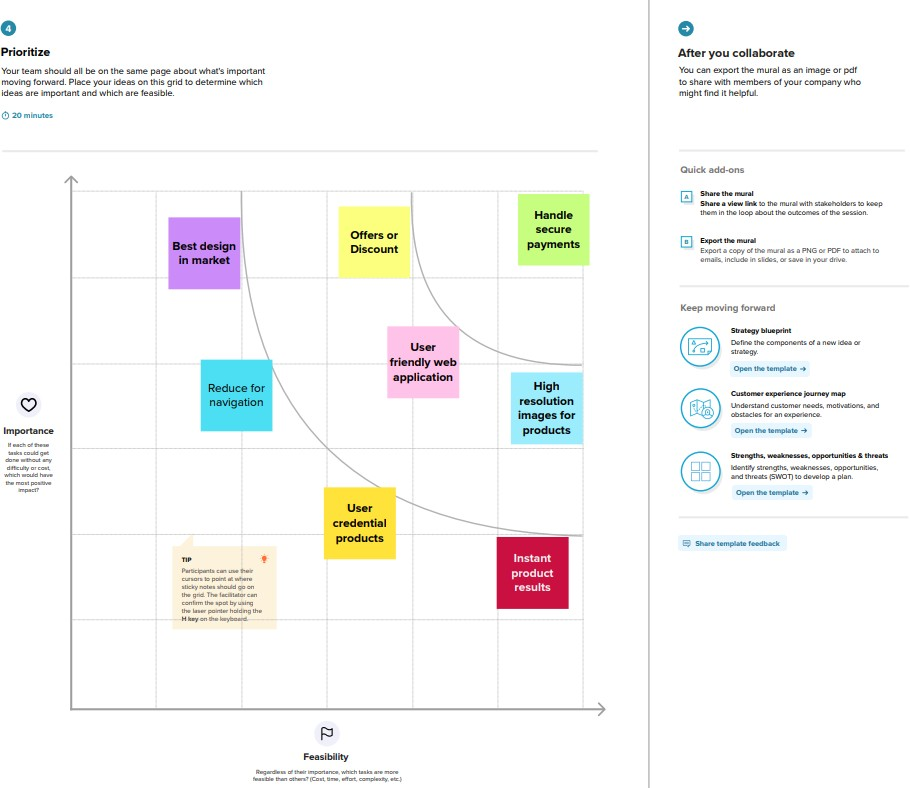 4
Prioritize
Your team should all be on the same page about what's important
moving forward. Place your ideas on this grid to determine which
ideas are important and which are feasible.
20 minutes
Best design
in market
Offers or
Discount
Handle
secure
payments
User
friendly web
application
Reduce for
navigation
High
resolution
images for
products
User
credential
products
Instant
product
results
TIP
Participants can use their
cursors to point at where
sticky notes should go on
the grid. The facilitator can
confirm the spot by using
the laser pointer holding the
H key on the keyboard.
Importance
If each of these
tasks could get
done without any
difficulty or cost,
which would have
the most positive
impact?
Feasibility
Regardless of their importance, which tasks are more
feasible than others? (Cost, time, effort, complexity, etc.)
After you collaborate
You can export the mural as an image or pdf
to share with members of your company who
might find it helpful.
Quick add-ons
A
Share the mural
Share a view link to the mural with stakeholders to keep
them in the loop about the outcomes of the session.
B
Export the mural
Export a copy of the mural as a PNG or PDF to attach to
emails, include in slides, or save in your drive.
Keep moving forward
Strategy blueprint
Define the components of a new idea or
strategy.
Open the template →
Customer experience journey map
Understand customer needs, motivations, and
obstacles for an experience.
Open the template →
Strengths, weaknesses, opportunities & threats
Identify strengths, weaknesses, opportunities,
and threats (SWOT) to develop a plan.
Open the template →
Share template feedback